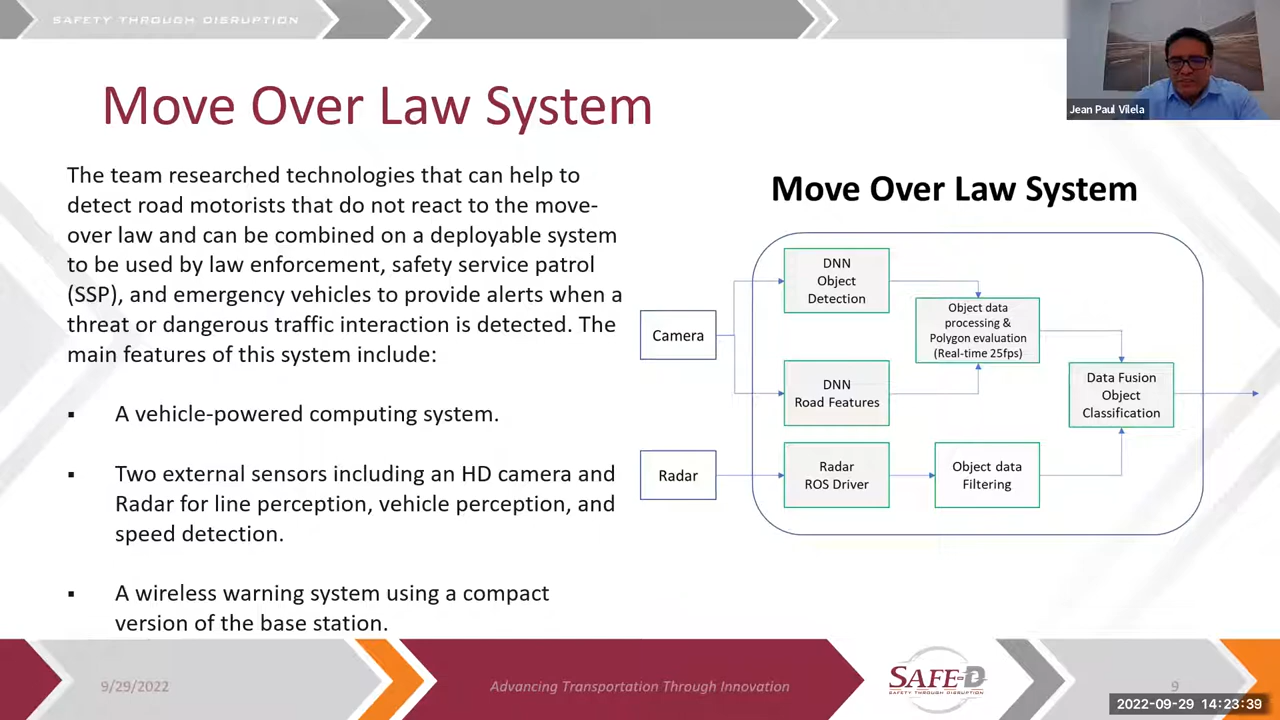 SAFETY THROUGH DISRUPTION
Jean Paul Vilela
Move Over Law System
The team researched technologies that can help to
detect road motorists that do not react to the move-
over law and can be combined on a deployable system
to be used by law enforcement, safety service patrol
(SSP), and emergency vehicles to provide alerts when a
threat or dangerous traffic interaction is detected. The
main features of this system include:
▪ A vehicle-powered computing system.
▪ Two external sensors including an HD camera and
Radar for line perception, vehicle perception, and
speed detection.
▪ A wireless warning system using a compact
version of the base station.
Move Over Law System
Camera
DNN
Object
Detection
DNN
Road Features
Object data
processing &
Polygon evaluation
(Real-time 25fps)
Data Fusion
Object
Classification
Radar
Radar
ROS Driver
Object data
Filtering
9/29/2022
Advancing Transportation Through Innovation
SAFE-D
SAFETY THROUGH DISRUPTION
9
2022-09-29 14:23:39